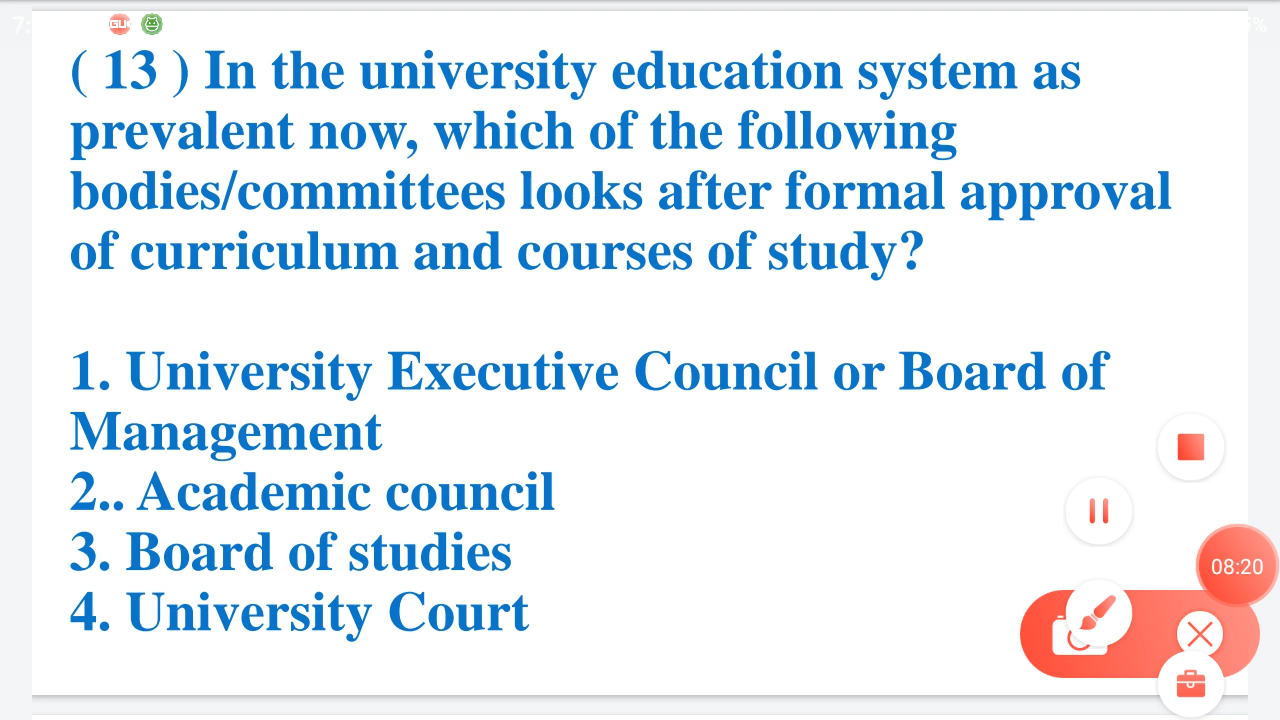 ( 13 ) In the university education system as
prevalent now, which of the following
bodies/committees looks after formal approval
of curriculum and courses of study?
1. University Executive Council or Board of
Management
2.. Academic council
3. Board of studies
4. University Court
08:20